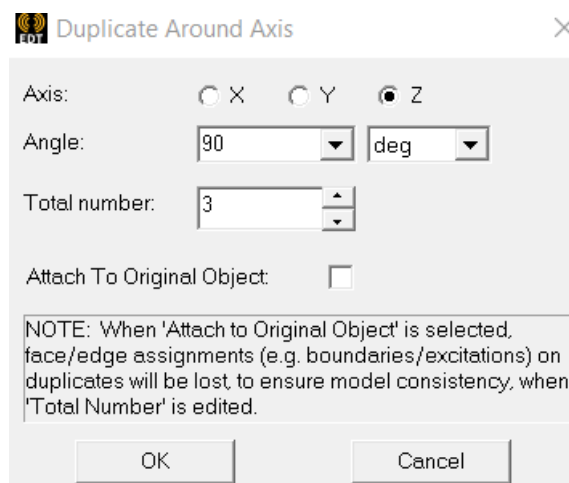 EDT Duplicate Around Axis
Axis: X Y Z
Angle: 90 deg
Total number: 3
Attach To Original Object:
NOTE: When 'Attach to Original Object' is selected,
face/edge assignments (e.g. boundaries/excitations) on
duplicates will be lost, to ensure model consistency, when
'Total Number' is edited.
OK Cancel